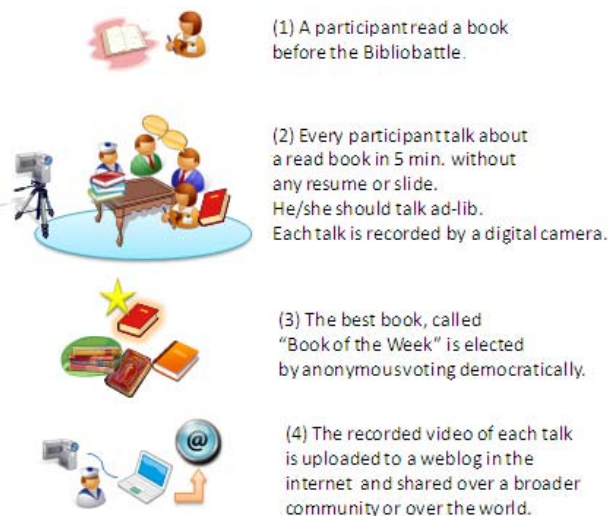 (1) A participant read a book
before the Bibliobattle.
(2) Every participant talk about
a read book in 5 min. without
any resume or slide.
He/she should talk ad-lib.
Each talk is recorded by a digital camera.
(3) The best book, called
“Book of the Week” is elected
by anonymous voting democratically.
@
(4) The recorded video of each talk
is uploaded to a weblog in the
internet and shared over a broader
community or over the world.